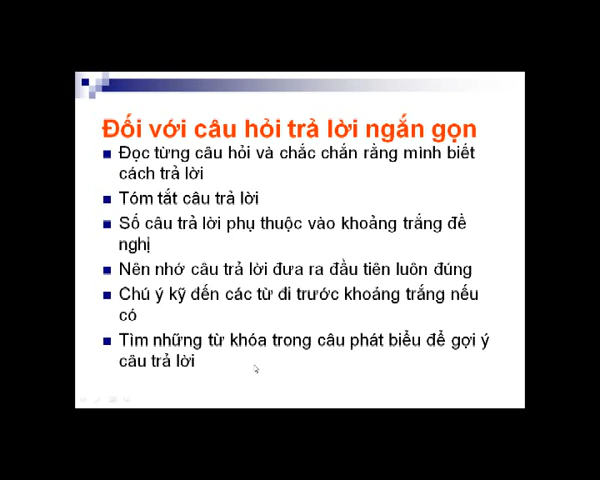 Đối với câu hỏi trả lời ngắn gọn
Đọc từng câu hỏi và chắc chắn rằng mình biết
cách trả lời
Tóm tắt câu trả lời
Số câu trả lời phụ thuộc vào khoảng trắng đề
nghị
Nên nhớ câu trả lời đưa ra đầu tiên luôn đúng
Chú ý kỹ đến các từ đi trước khoảng trắng nếu
có
Tìm những từ khóa trong câu phát biểu để gợi ý
câu trả lời